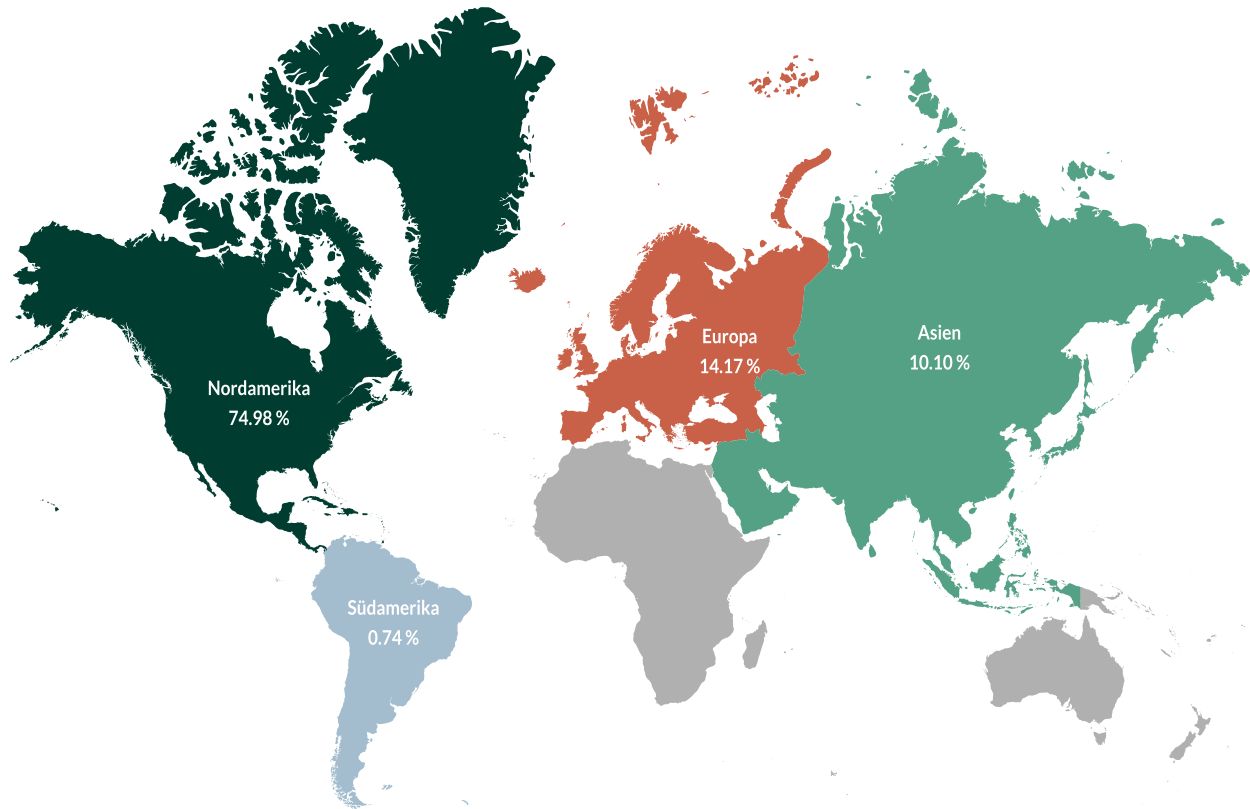 Nordamerika
74.98 %
Europa
14.17 %
Asien
10.10 %
Südamerika
0.74 %